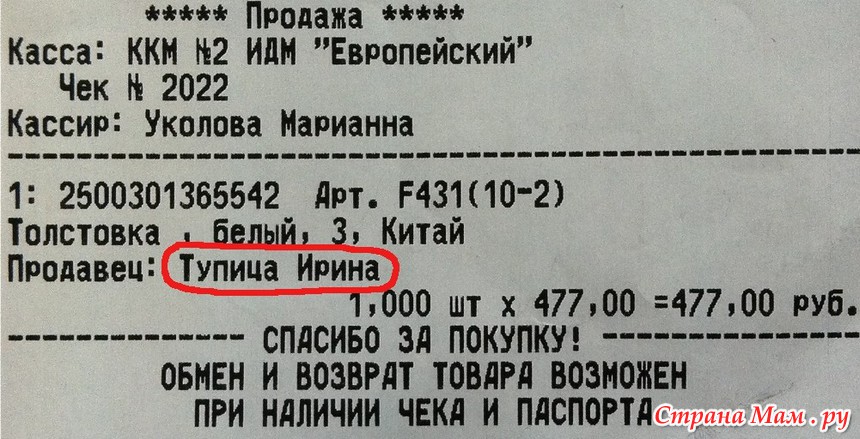 ***** Продажа *****
Касса: ККМ №2 ИДМ "Европейский"
Чек № 2022
Кассир: Уколова Марианна
1: 2500301365542 Арт. F431(10-2)
Толстовка , белый, 3, Китай
Продавец: Тупица Ирина
1,000 шт x 477,00 =477,00 руб.
СПАСИБО ЗА ПОКУПКУ!
ОБМЕН И ВОЗВРАТ ТОВАРА ВОЗМОЖЕН
ПРИ НАЛИЧИИ ЧЕКА И ПАСПОРТА
Страна Мам.ру